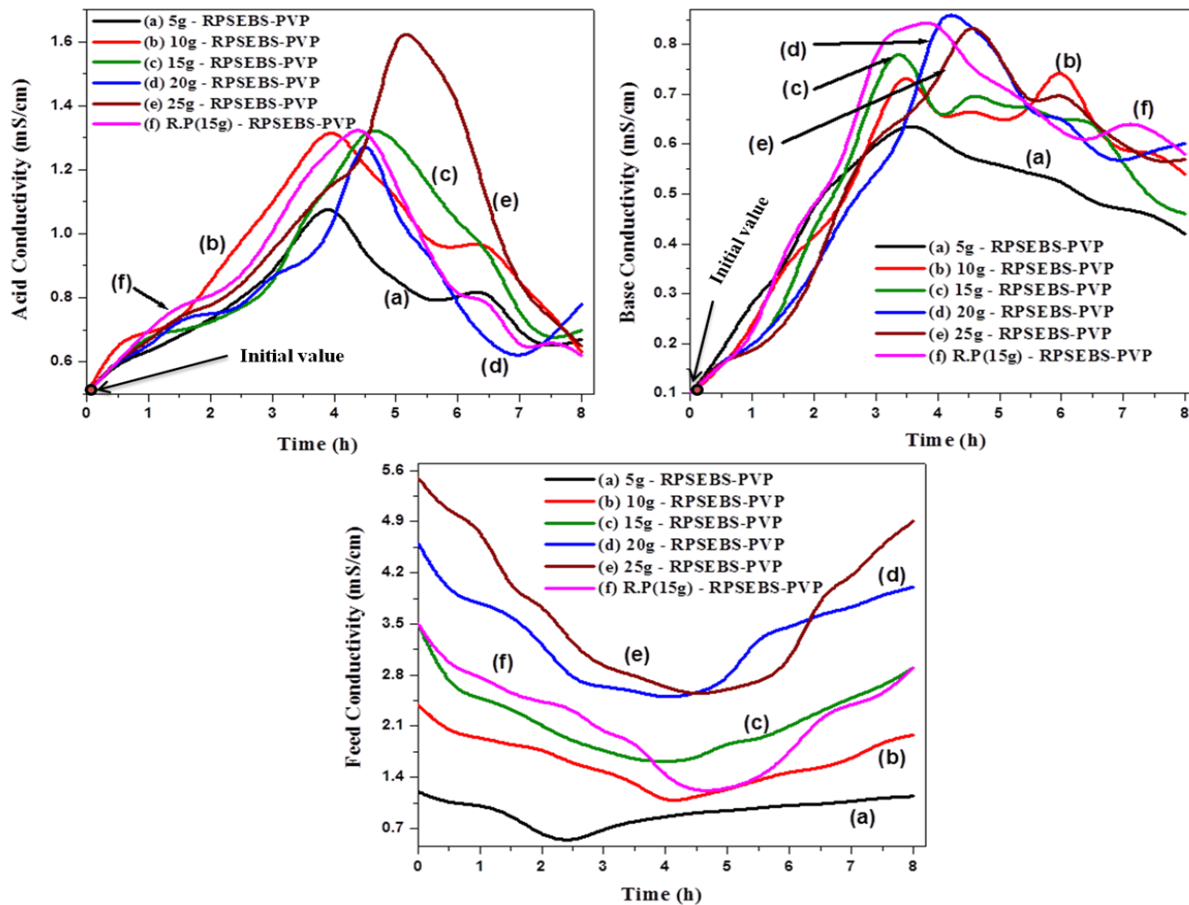 (a) 5g - RPSEBS-PVP
(b) 10g - RPSEBS-PVP
(c) 15g - RPSEBS-PVP
(d) 20g - RPSEBS-PVP
(e) 25g - RPSEBS-PVP
(f) R.P(15g) - RPSEBS-PVP
Acid Conductivity (mS/cm)
1.6
1.4
1.2
1.0
0.8
0.6
(b)
(f)
(c)
(e)
(a)
(d)
Initial value
0 1 2 3 4 5 6 7 8
Time (h)
Base Conductivity (mS/cm)
0.8
0.7
0.6
0.5
0.4
0.3
0.2
0.1
(d)
(c)
(e)
(b)
(f)
(a)
Initial value
(a) 5g - RPSEBS-PVP
(b) 10g - RPSEBS-PVP
(c) 15g - RPSEBS-PVP
(d) 20g - RPSEBS-PVP
(e) 25g - RPSEBS-PVP
(f) R.P(15g) - RPSEBS-PVP
0 1 2 3 4 5 6 7 8
Time (h)
Feed Conductivity (mS/cm)
5.6
4.9
4.2
3.5
2.8
2.1
1.4
0.7
(a) 5g - RPSEBS-PVP
(b) 10g - RPSEBS-PVP
(c) 15g - RPSEBS-PVP
(d) 20g - RPSEBS-PVP
(e) 25g - RPSEBS-PVP
(f) R.P(15g) - RPSEBS-PVP
(d)
(e)
(f)
(c)
(b)
(a)
0 1 2 3 4 5 6 7 8
Time (h)